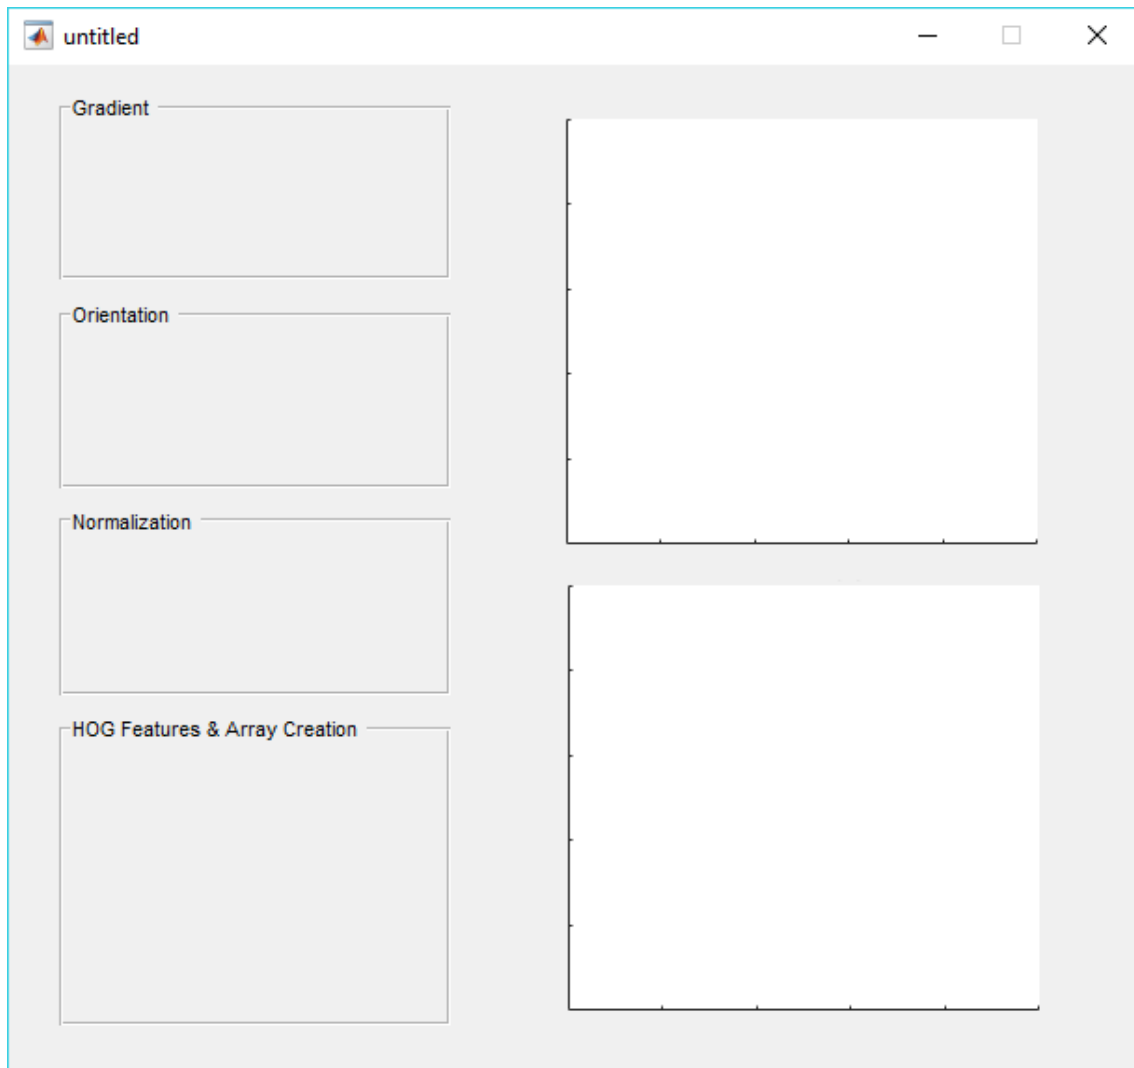 untitled
Gradient
Orientation
Normalization
HOG Features & Array Creation